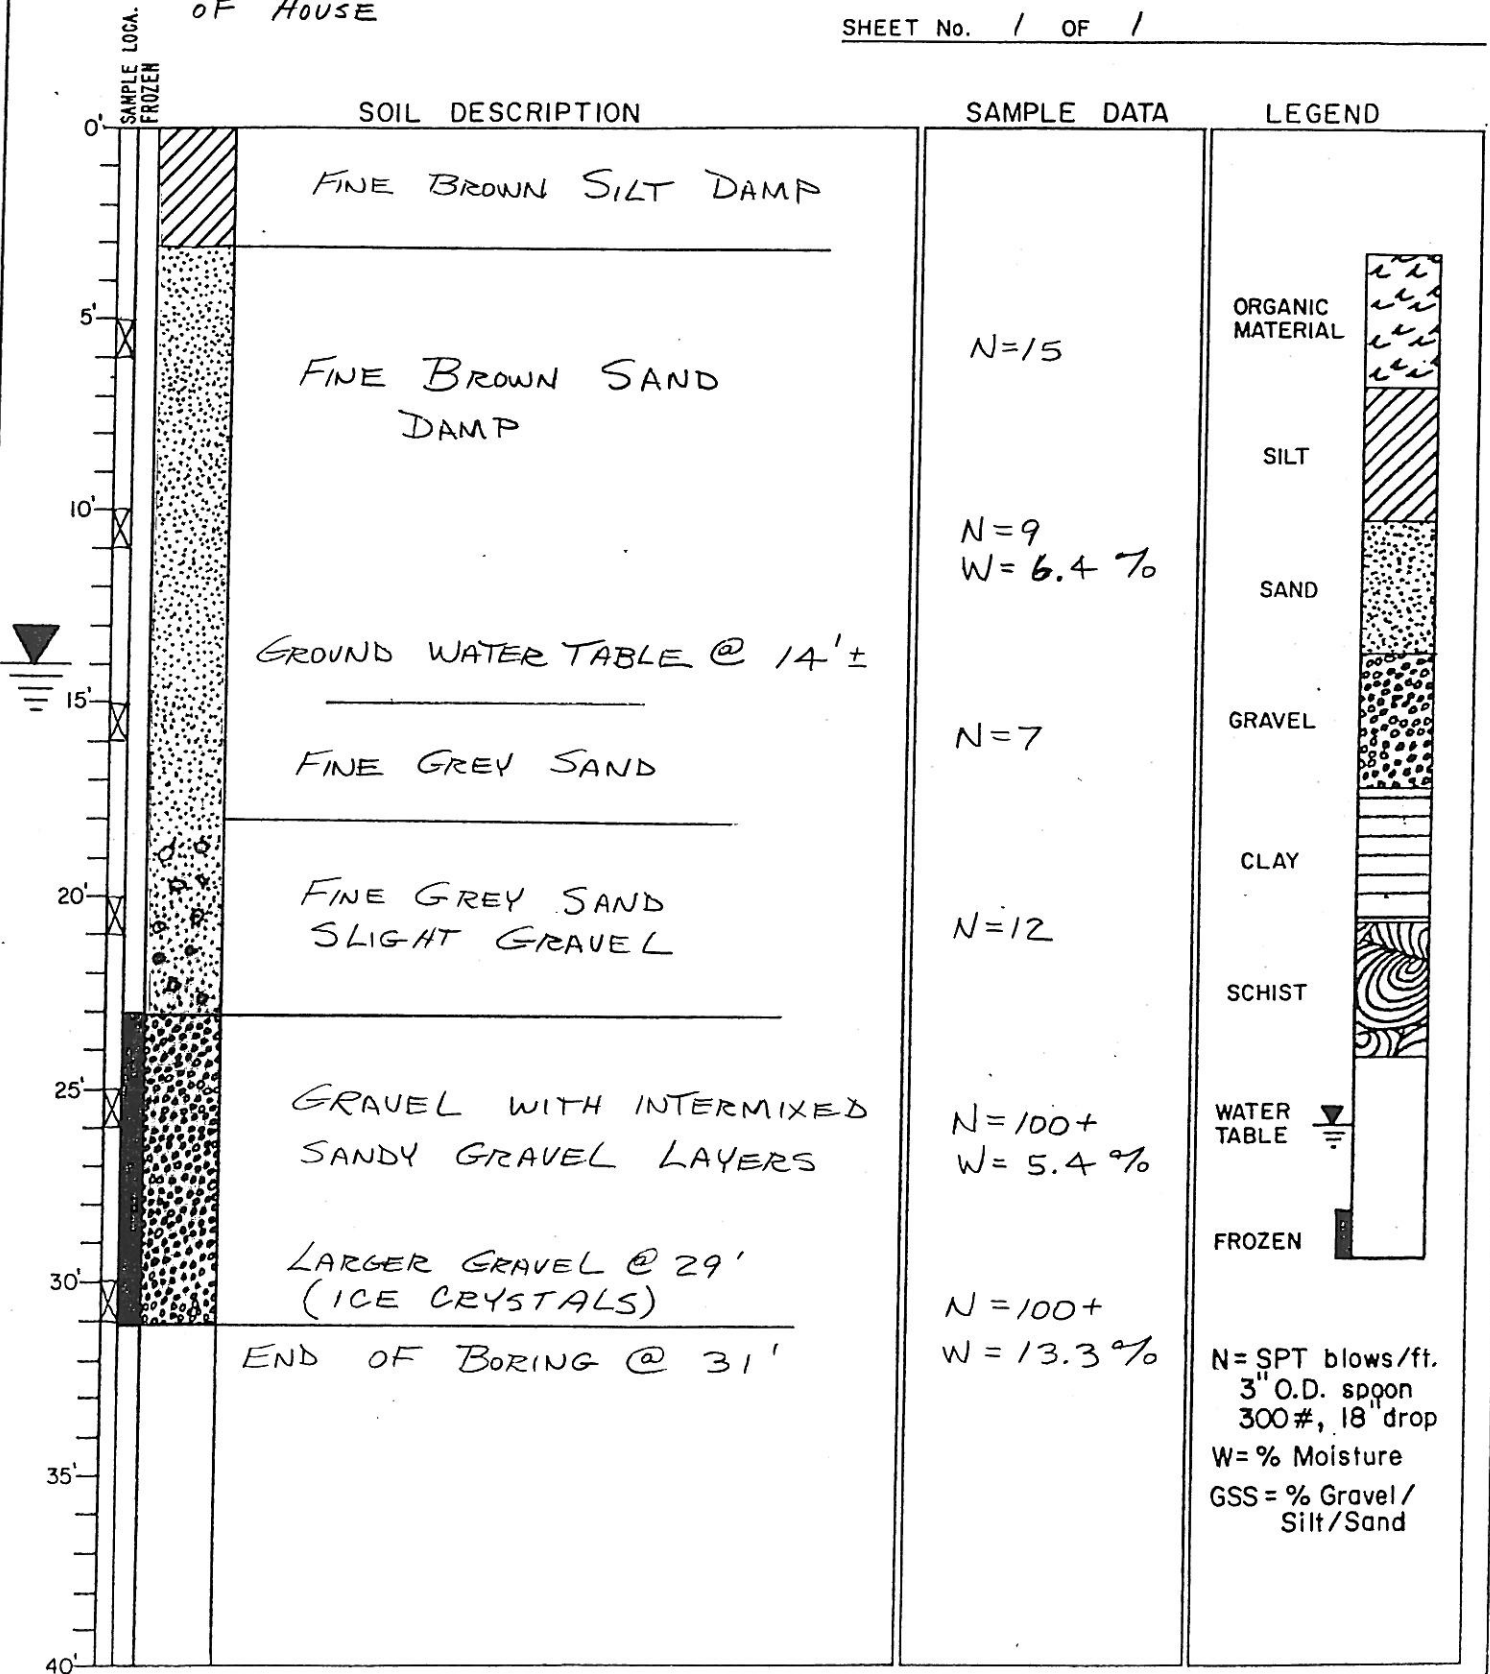 OF HOUSE
SHEET No. 1 OF 1
SAMPLE LOCA.
FROZEN
SOIL DESCRIPTION
SAMPLE DATA
LEGEND
0'
FINE BROWN SILT DAMP
5'
N=15
FINE BROWN SAND
DAMP
10'
N=9
W=6.4 %
GROUND WATER TABLE @ 14'±
15'
N=7
FINE GREY SAND
20'
FINE GREY SAND
SLIGHT GRAVEL
N=12
25'
GRAVEL WITH INTERMIXED
SANDY GRAVEL LAYERS
N=100+
W=5.4 %
LARGER GRAVEL @ 29'
(ICE CRYSTALS)
30'
N=100+
W=13.3%
END OF BORING @ 31'
35'
40'
ORGANIC
MATERIAL
SILT
SAND
GRAVEL
CLAY
SCHIST
WATER
TABLE
FROZEN
N= SPT blows/ft.
3" O.D. spoon
300#, 18" drop
W= % Moisture
GSS = % Gravel/
Silt/Sand